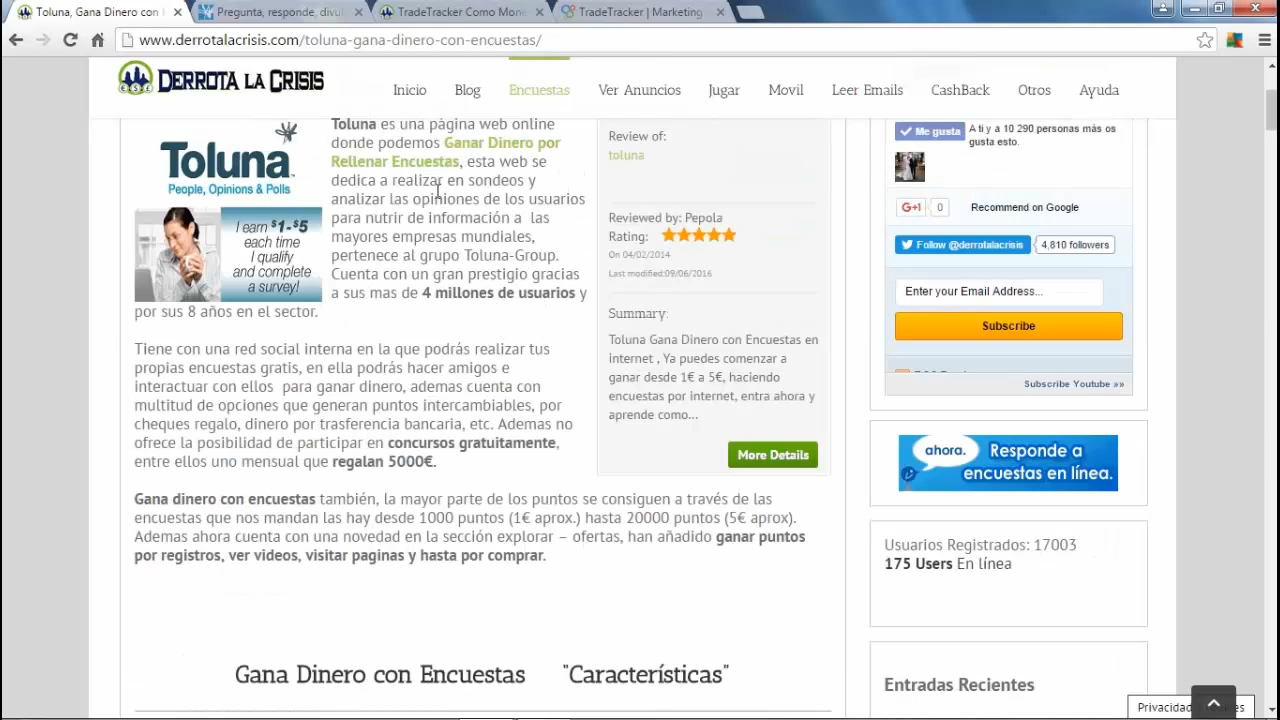 Toluna, Gana Dinero con
Pregunta, responde, divul
TradeTracker Como Mone
TradeTracker | Marketing
www.derrotalacrisis.com/toluna-gana-dinero-con-encuestas/
DERROTA LA CRISIS
Inicio
Blog
Encuestas
Ver Anuncios
Jugar
Movil
Leer Emails
CashBack
Otros
Ayuda
Toluna
People, Opinions & Polls
I earn $1-$5
each time
I qualify
and complete
a survey!
Toluna es una página web online
donde podemos Ganar Dinero por
Rellenar Encuestas, esta web se
dedica a realizar en sondeos y
analizar las opiniones de los usuarios
para nutrir de información a las
mayores empresas mundiales,
pertenece al grupo Toluna-Group.
Cuenta con un gran prestigio gracias
a sus mas de 4 millones de usuarios y
por sus 8 años en el sector.
Tiene con una red social interna en la que podrás realizar tus
propias encuestas gratis, en ella podrás hacer amigos e
interactuar con ellos para ganar dinero, ademas cuenta con
multitud de opciones que generan puntos intercambiables, por
cheques regalo, dinero por trasferencia bancaria, etc. Ademas no
ofrece la posibilidad de participar en concursos gratuitamente,
entre ellos uno mensual que regalan 5000€.
Gana dinero con encuestas también, la mayor parte de los puntos se consiguen a través de las
encuestas que nos mandan las hay desde 1000 puntos (1€ aprox.) hasta 20000 puntos (5€ aprox).
Ademas ahora cuenta con una novedad en la sección explorar – ofertas, han añadido ganar puntos
por registros, ver videos, visitar paginas y hasta por comprar.
Gana Dinero con Encuestas "Características"
Review of:
toluna
Reviewed by: Pepola
Rating:
On 04/02/2014
Last modified:09/06/2016
Summary:
Toluna Gana Dinero con Encuestas en
internet , Ya puedes comenzar a
ganar desde 1€ a 5€, haciendo
encuestas por internet, entra ahora y
aprende como...
More Details
Me gusta
A ti y a 10 290 personas más os
gusta esto.
G+1
0
Recommend on Google
Follow @derrotalacrisis
4,810 followers
Enter your Email Address...
Subscribe
Subscribe Youtube »»
ahora.
Responde a
encuestas en línea.
Usuarios Registrados: 17003
175 Users En línea
Entradas Recientes
Privacidad